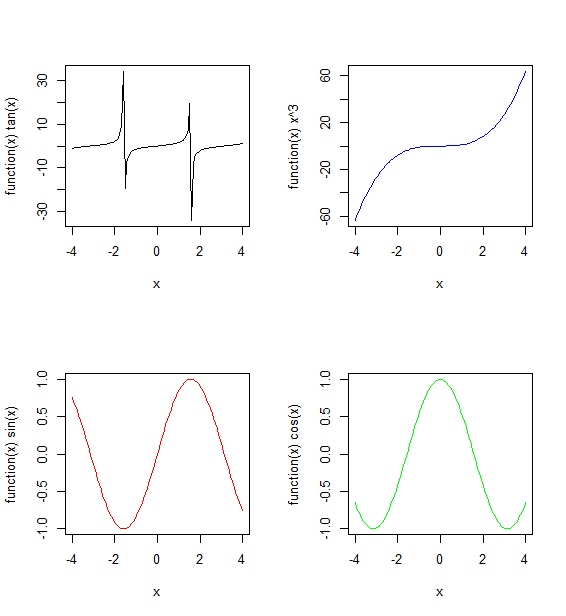 function(x) tan(x)
30
10
-10
-30
-4 -2 0 2 4
x
function(x) x^3
60
20
-20
-60
-4 -2 0 2 4
x
function(x) sin(x)
1.0
0.5
0.0
-0.5
-1.0
-4 -2 0 2 4
x
function(x) cos(x)
1.0
0.5
0.0
-0.5
-1.0
-4 -2 0 2 4
x